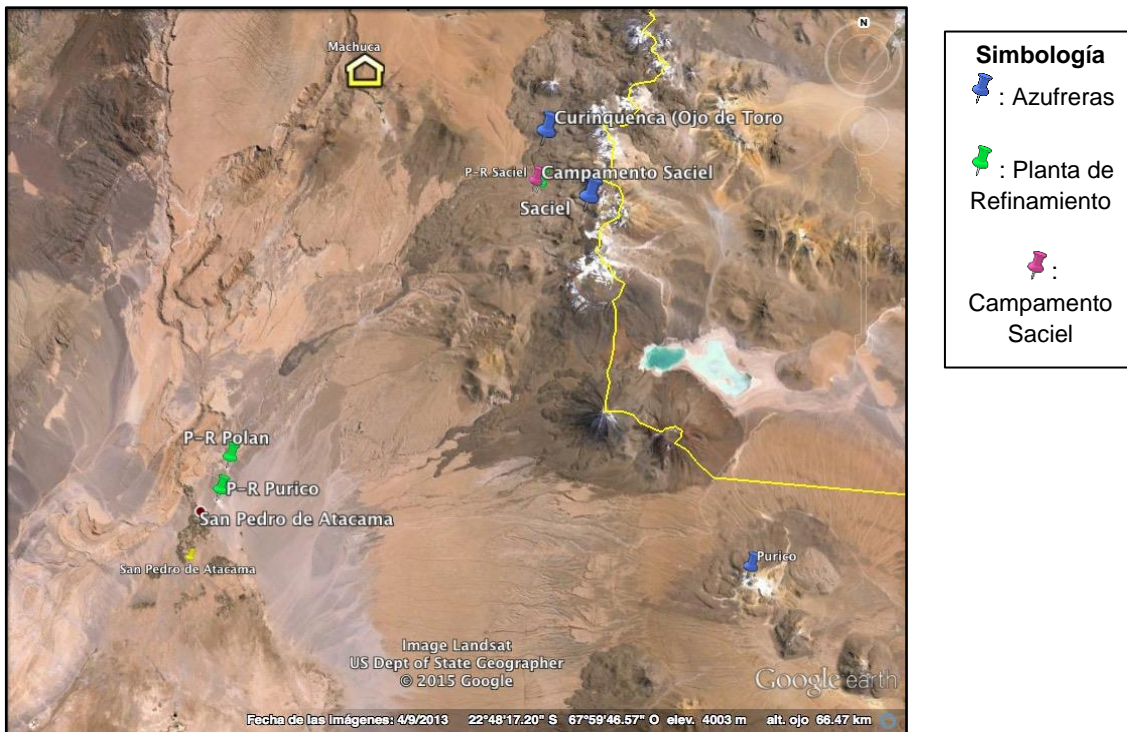 N
Machuca
Curinquenca (Ojo de Toro
P-R Saciel
Campamento Saciel
Saciel
P-R Polan
P-R Purico
San Pedro de Atacama
San Pedro de Atacama
Purico
Image Landsat
US Dept of State Geographer
© 2015 Google
Google earth
Fecha de las imágenes: 4/9/2013 22°48'17.20" S 67°59'46.57" O elev. 4003 m alt. ojo 66.47 km
Simbología
: Azufreras
: Planta de
Refinamiento
:
Campamento
Saciel